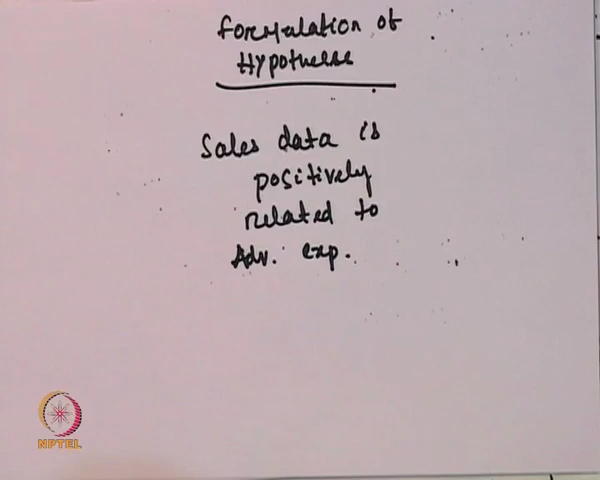 Formulation of
Hypothesis
Sales data is
positively
related to
Adv. exp.
NPTEL